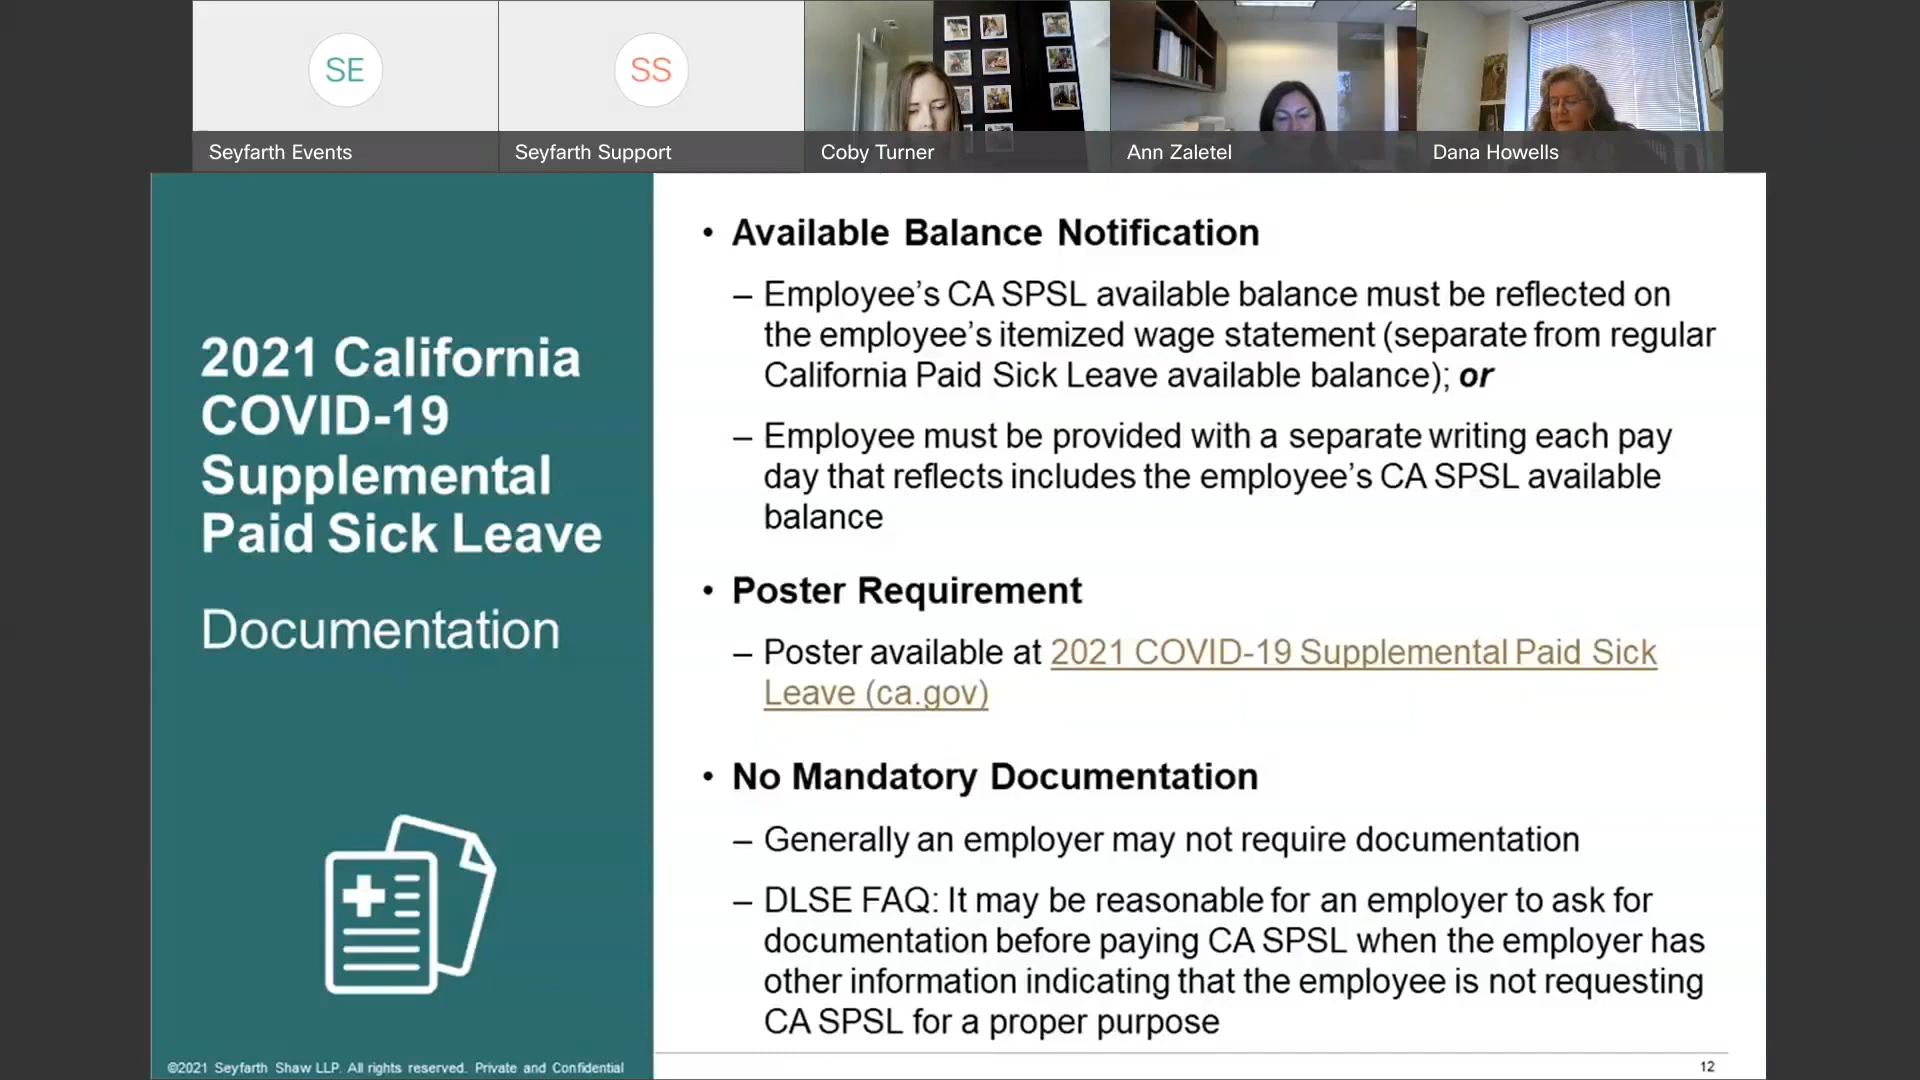 SE
SS
Seyfarth Events
Seyfarth Support
Coby Turner
Ann Zaletel
Dana Howells
2021 California
COVID-19
Supplemental
Paid Sick Leave
Documentation
©2021 Seyfarth Shaw LLP. All rights reserved. Private and Confidential
• Available Balance Notification
– Employee’s CA SPSL available balance must be reflected on
the employee’s itemized wage statement (separate from regular
California Paid Sick Leave available balance); or
– Employee must be provided with a separate writing each pay
day that reflects includes the employee’s CA SPSL available
balance
• Poster Requirement
– Poster available at 2021 COVID-19 Supplemental Paid Sick
Leave (ca.gov)
• No Mandatory Documentation
– Generally an employer may not require documentation
– DLSE FAQ: It may be reasonable for an employer to ask for
documentation before paying CA SPSL when the employer has
other information indicating that the employee is not requesting
CA SPSL for a proper purpose
12